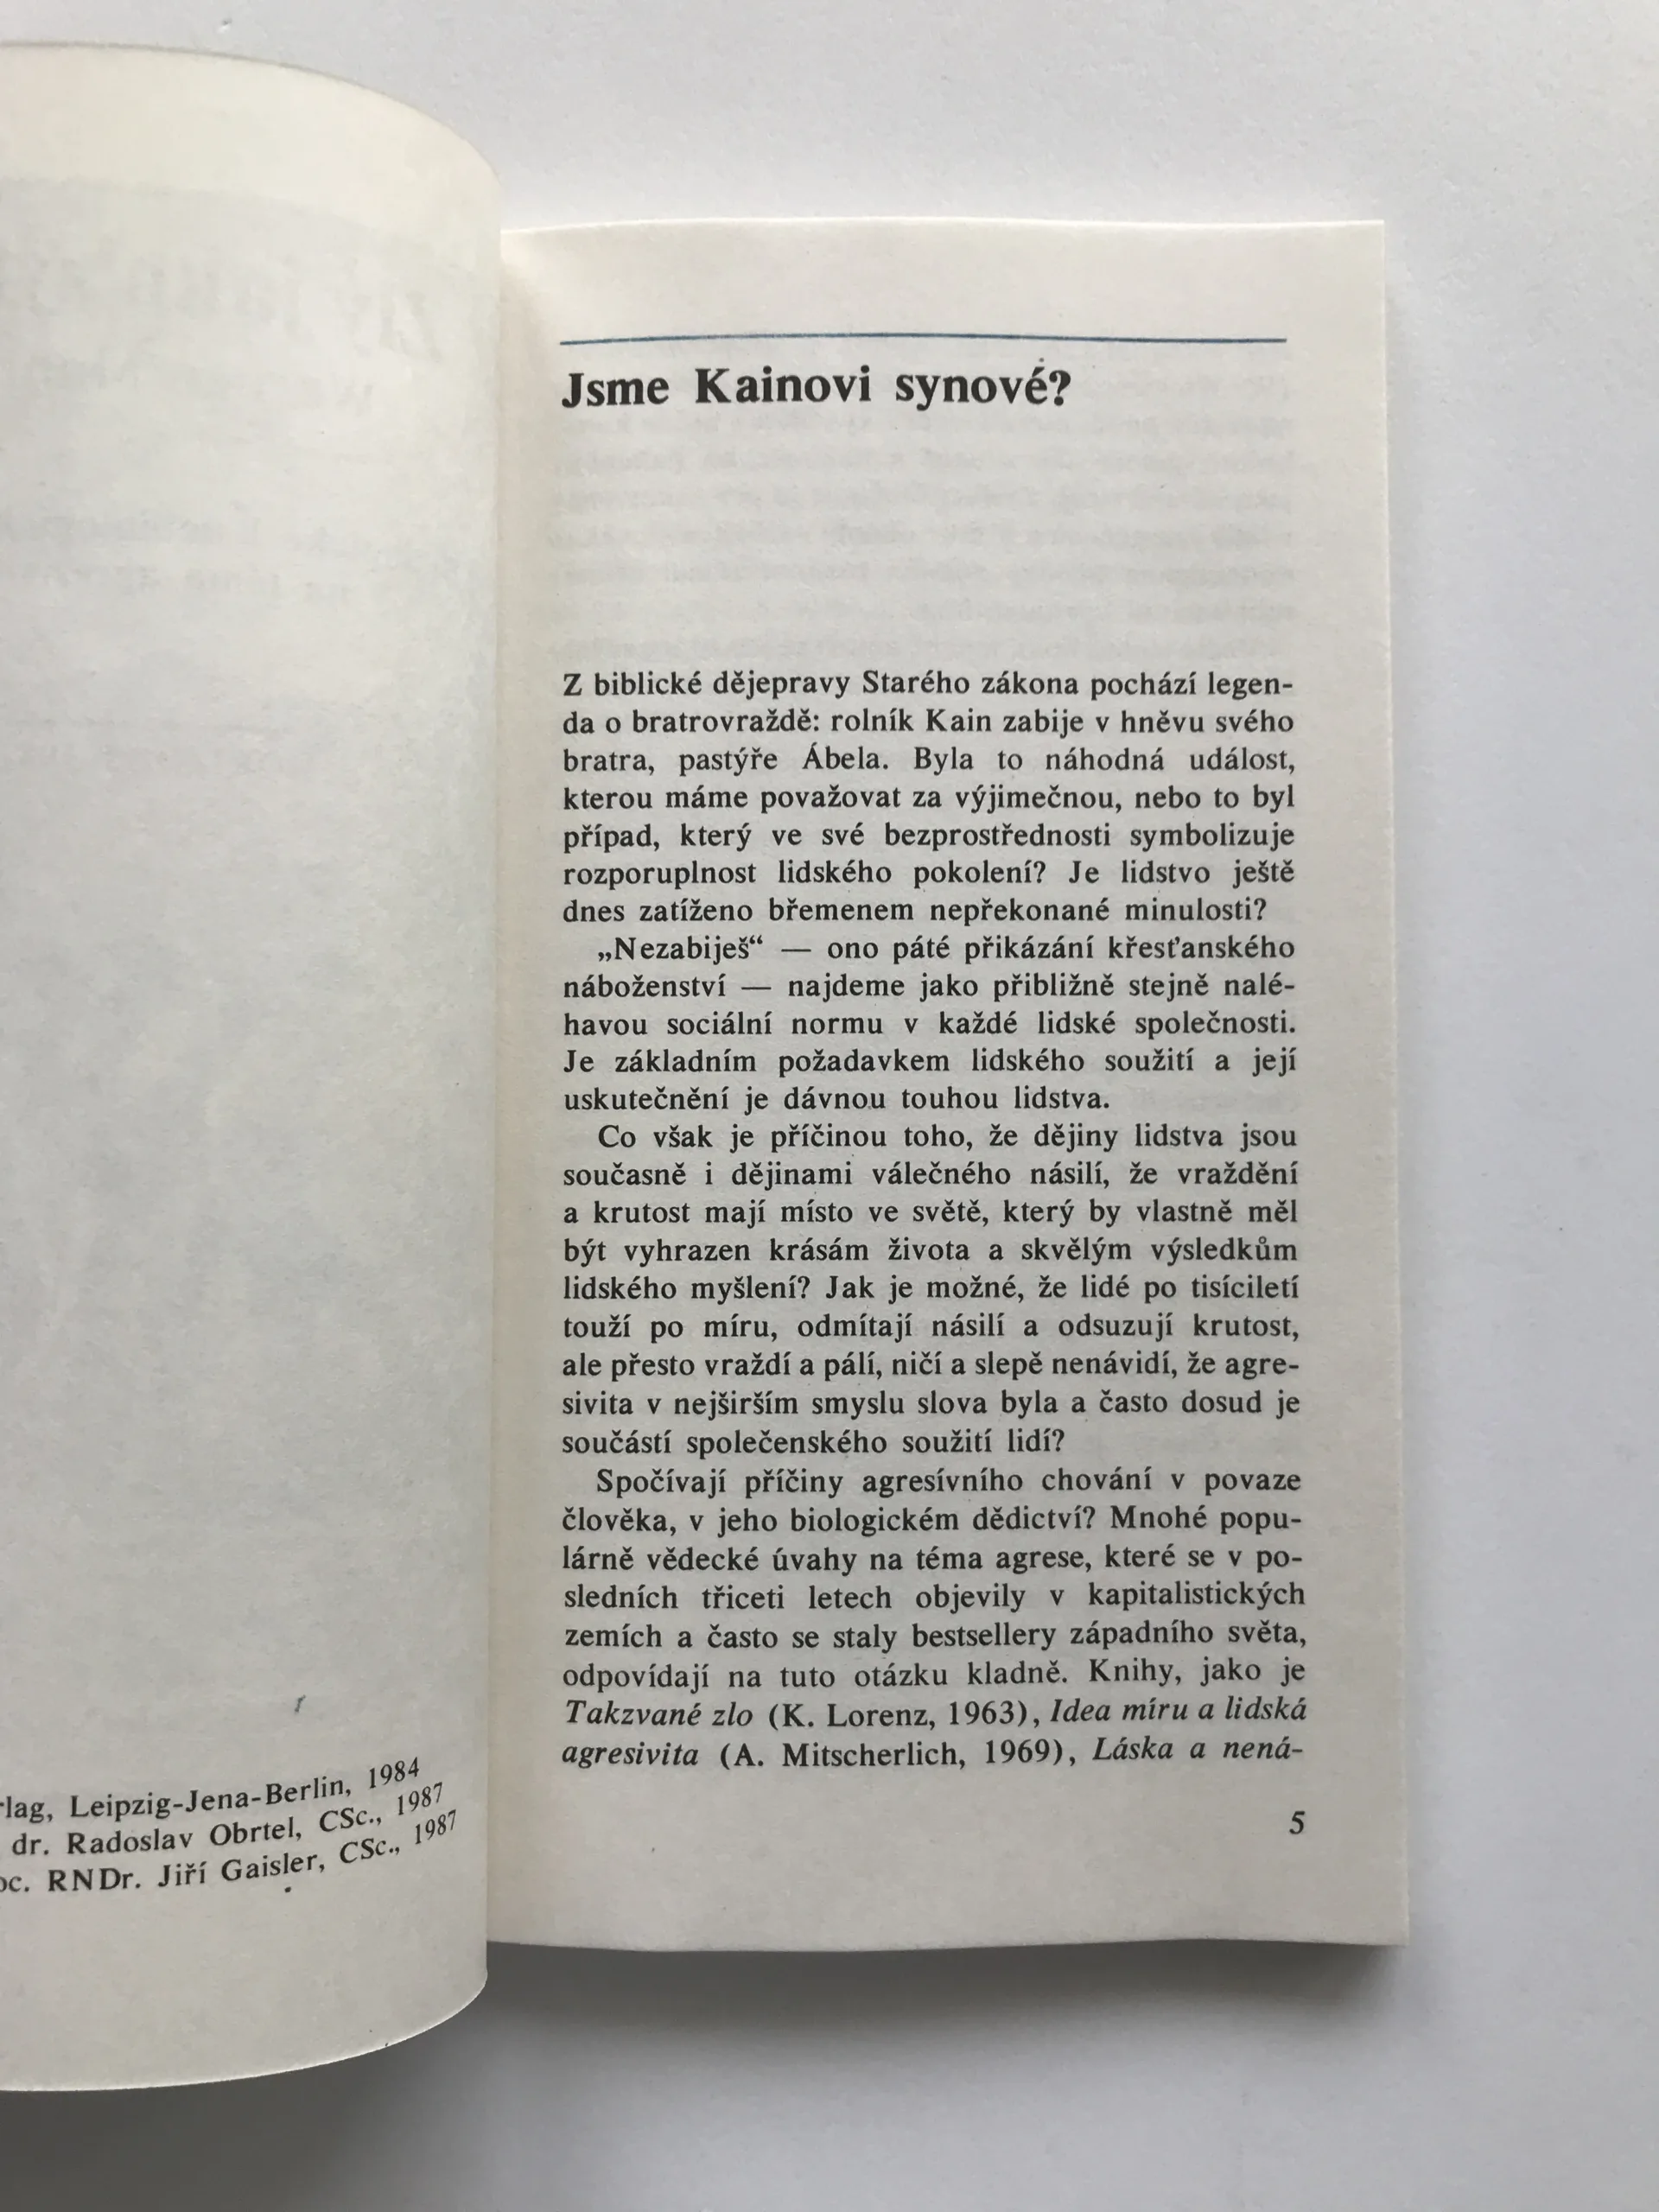 rlag, Leipzig-Jena-Berlin, 1984
dr. Radoslav Obrtel, CSc., 1987
oc. RNDr. Jiří Gaisler, CSc., 1987
Jsme Kainovi synové?
Z biblické dějepravy Starého zákona pochází legen-
da o bratrovraždě: rolník Kain zabije v hněvu svého
bratra, pastýře Ábela. Byla to náhodná událost,
kterou máme považovat za výjimečnou, nebo to byl
případ, který ve své bezprostřednosti symbolizuje
rozporuplnost lidského pokolení? Je lidstvo ještě
dnes zatíženo břemenem nepřekonané minulosti?
„Nezabiješ“ — ono páté přikázání křesťanského
náboženství — najdeme jako přibližně stejně nalé-
havou sociální normu v každé lidské společnosti.
Je základním požadavkem lidského soužití a její
uskutečnění je dávnou touhou lidstva.
Co však je příčinou toho, že dějiny lidstva jsou
současně i dějinami válečného násilí, že vraždění
a krutost mají místo ve světě, který by vlastně měl
být vyhrazen krásám života a skvělým výsledkům
lidského myšlení? Jak je možné, že lidé po tisíciletí
touží po míru, odmítají násilí a odsuzují krutost,
ale přesto vraždí a pálí, ničí a slepě nenávidí, že agre-
sivita v nejširším smyslu slova byla a často dosud je
součástí společenského soužití lidí?
Spočívají příčiny agresívního chování v povaze
člověka, v jeho biologickém dědictví? Mnohé popu-
lárně vědecké úvahy na téma agrese, které se v po-
sledních třiceti letech objevily v kapitalistických
zemích a často se staly bestsellery západního světa,
odpovídají na tuto otázku kladně. Knihy, jako je
Takzvané zlo (K. Lorenz, 1963), Idea míru a lidská
agresivita (A. Mitscherlich, 1969), Láska a nená-
5